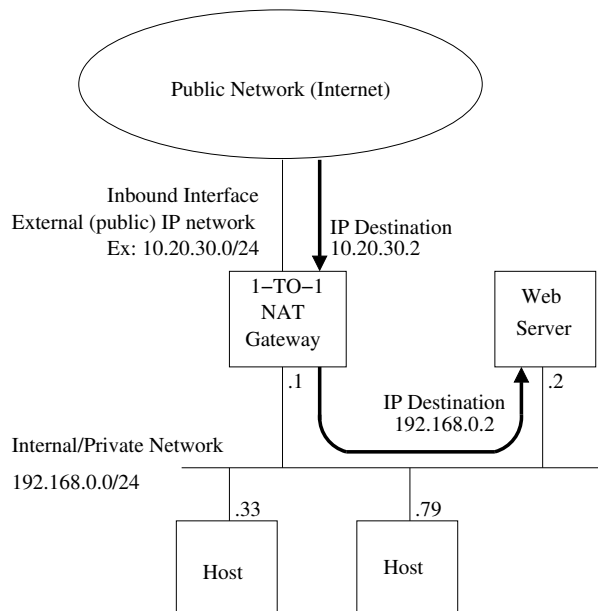 Public Network (Internet)
Inbound Interface
External (public) IP network
Ex: 10.20.30.0/24
IP Destination
10.20.30.2
1−TO−1
NAT
Gateway
Web
Server
.1
.2
IP Destination
192.168.0.2
Internal/Private Network
192.168.0.0/24
.33
.79
Host
Host